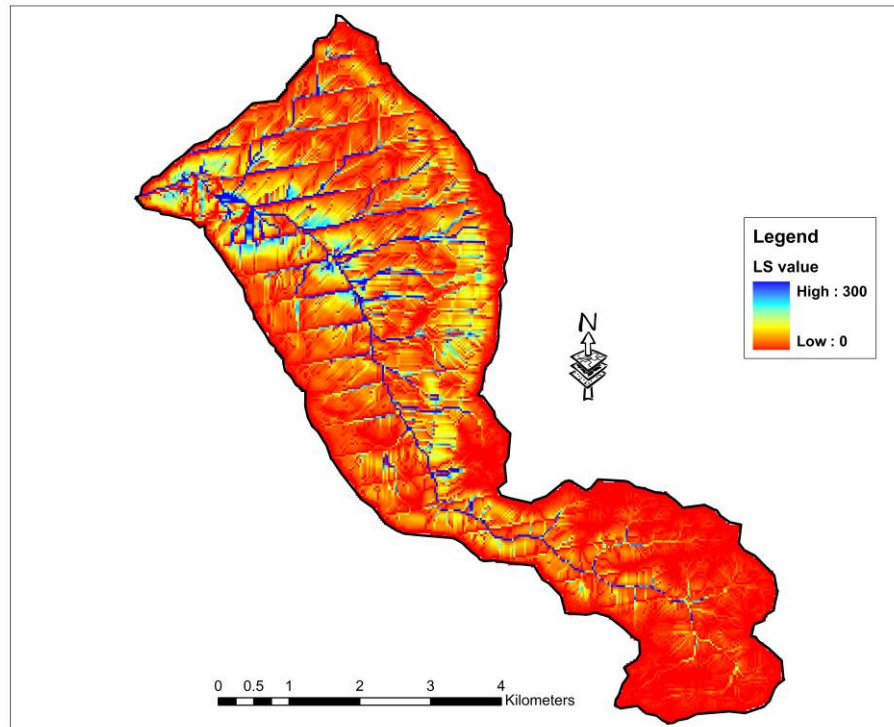 Legend
LS value
High : 300
Low : 0
N
0 0.5 1 2 3 4
Kilometers